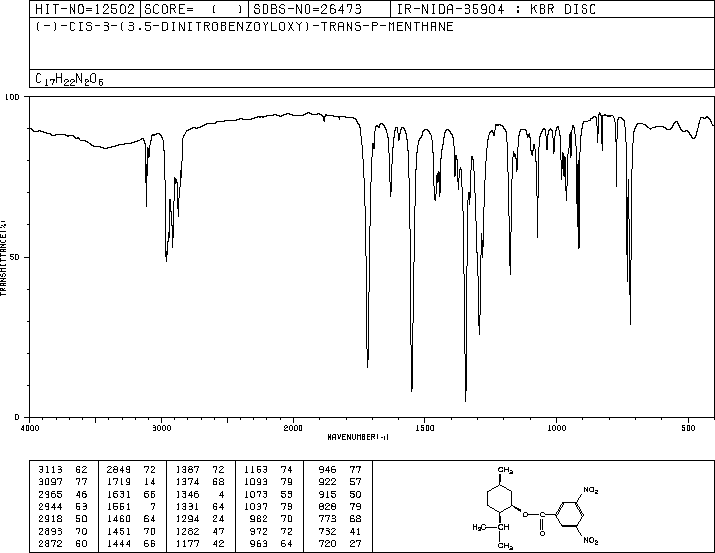 HIT-NO=12502 SCORE= ( ) SDBS-NO=26473 IR-NIDA-35904 : KBR DISC
(-)-CIS-3-(3,5-DINITROBENZOYLOXY)-TRANS-P-MENTHANE
C17H22N2O6
100
50
0
TRANSMITTANCE(%)
4000 3000 2000 1500 1000 500
WAVENUMBER(-1)
3113 62 2849 72 1387 72 1153 74 946 77
3097 77 1719 14 1374 68 1093 79 922 57
2965 46 1631 66 1346 4 1073 53 915 50
2944 53 1551 7 1331 64 1037 79 828 79
2918 50 1460 64 1294 24 982 70 773 68
2893 70 1451 70 1282 47 972 72 732 41
2872 60 1444 66 1177 42 963 64 720 27
CH3
NO2
O
H3C
O
NO2
CH3